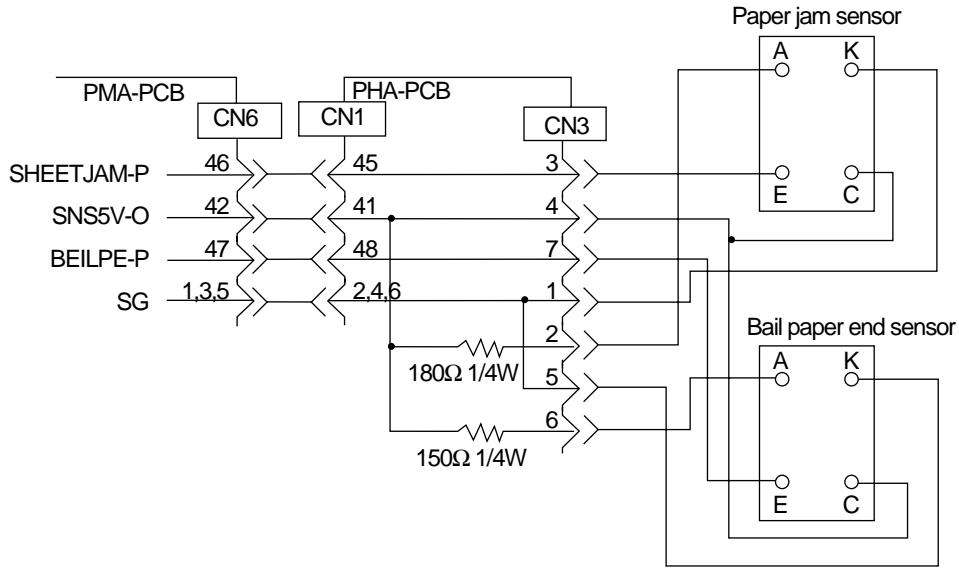 Paper jam sensor
A K
PMA-PCB PHA-PCB
CN6 CN1 CN3
SHEETJAM-P 46 45 3 E C
SNS5V-O 42 41 4
BEILPE-P 47 48 7
SG 1,3,5 2,4,6 1
Bail paper end sensor
2 A K
180Ω 1/4W 5
6
150Ω 1/4W
E C